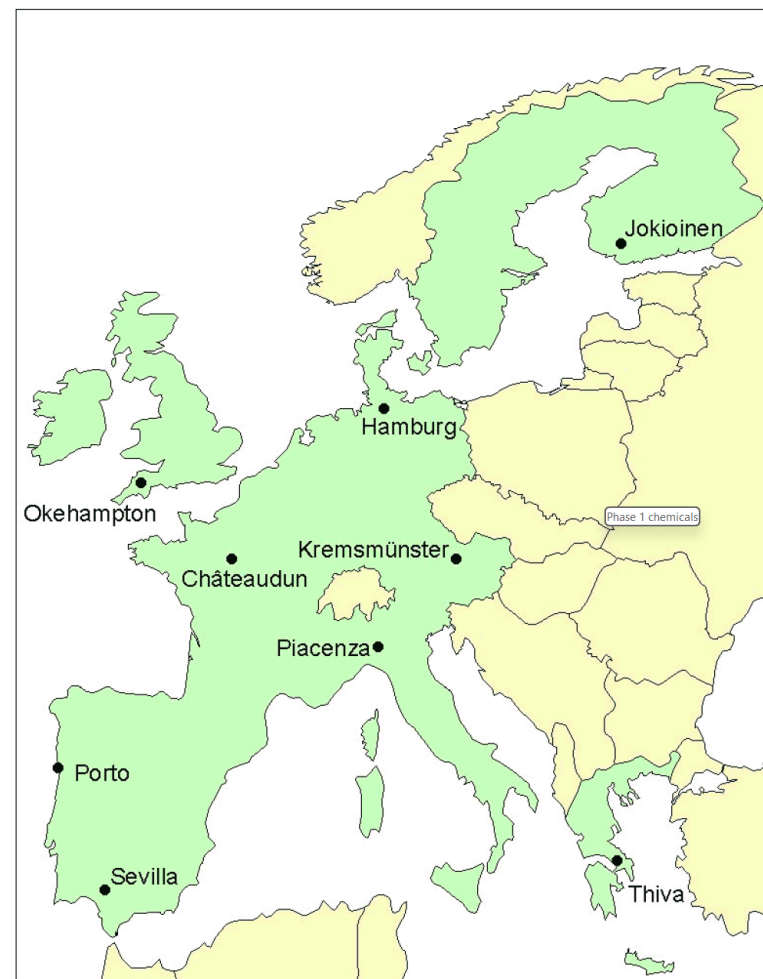 Jokioinen
Hamburg
Okehampton
Phase 1 chemicals
Kremsmünster
Châteaudun
Piacenza
Porto
Sevilla
Thiva